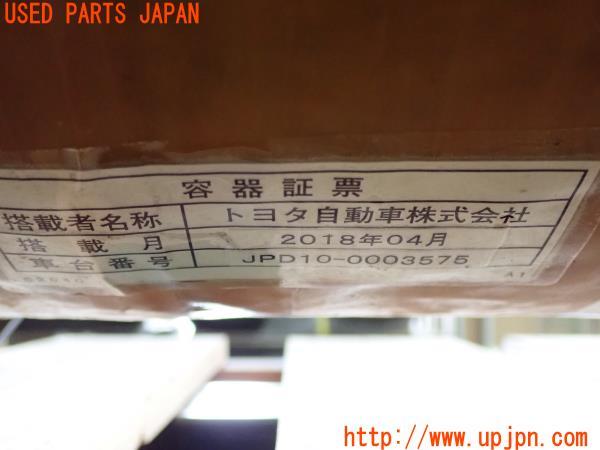 USED PARTS JAPAN
容器証票
搭載者名称 トヨタ自動車株式会社
搭載月 2018年04月
車台番号 JPD10-0003575
A1
http://www.upjpn.com